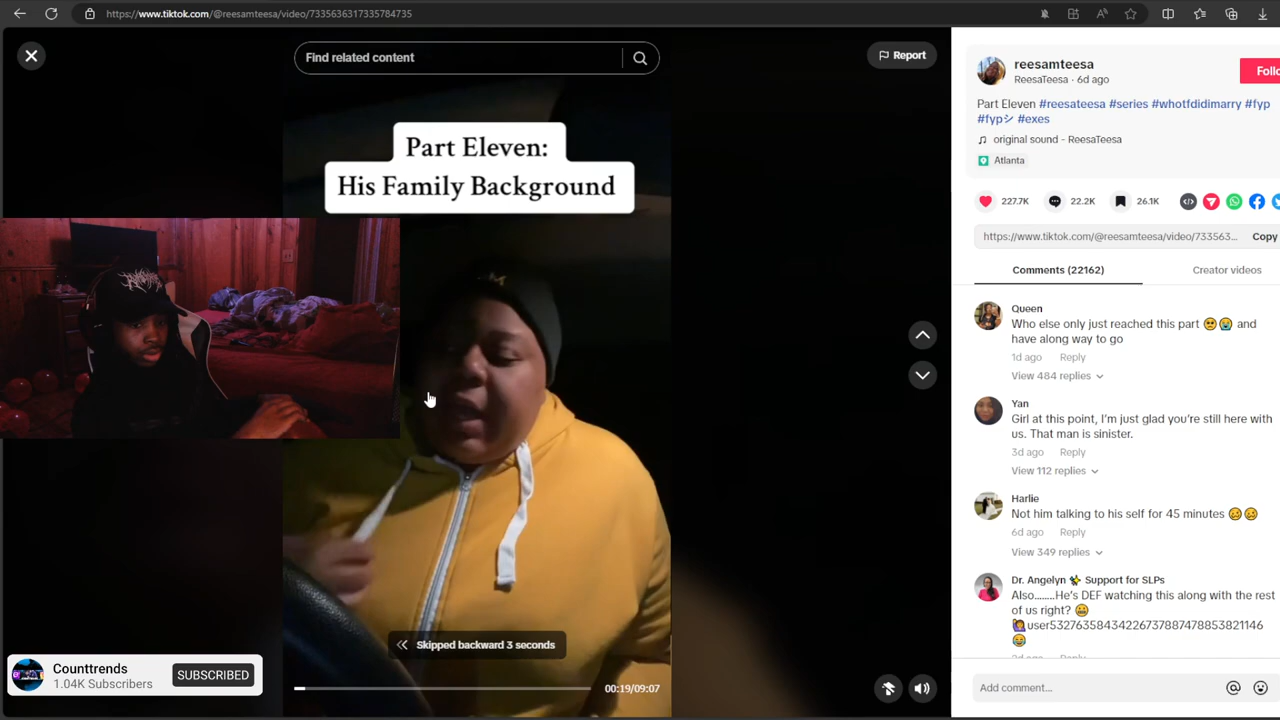 https://www.tiktok.com/@reesamteesa/video/7335636317335784735
Find related content
Report
Part Eleven:
His Family Background
Skipped backward 3 seconds
00:19/09:07
Counttrends
1.04K Subscribers
SUBSCRIBED
reesamteesa
ReesaTeesa · 6d ago
Follo
Part Eleven #reesateesa #series #whotfdidimarry #fyp
#fypシ #exes
original sound - ReesaTeesa
Atlanta
227.7K
22.2K
26.1K
https://www.tiktok.com/@reesamteesa/video/733563...
Copy
Comments (22162)
Creator videos
Queen
Who else only just reached this part 🥺😭 and
have along way to go
1d ago Reply
View 484 replies
Yan
Girl at this point, I'm just glad you're still here with
us. That man is sinister.
3d ago Reply
View 112 replies
Harlie
Not him talking to his self for 45 minutes 😖😖
6d ago Reply
View 349 replies
Dr. Angelyn ✨ Support for SLPs
Also........He's DEF watching this along with the rest
of us right? 😬
🙋‍♀️user5327635843422673788747885382​1146
😂
Add comment...